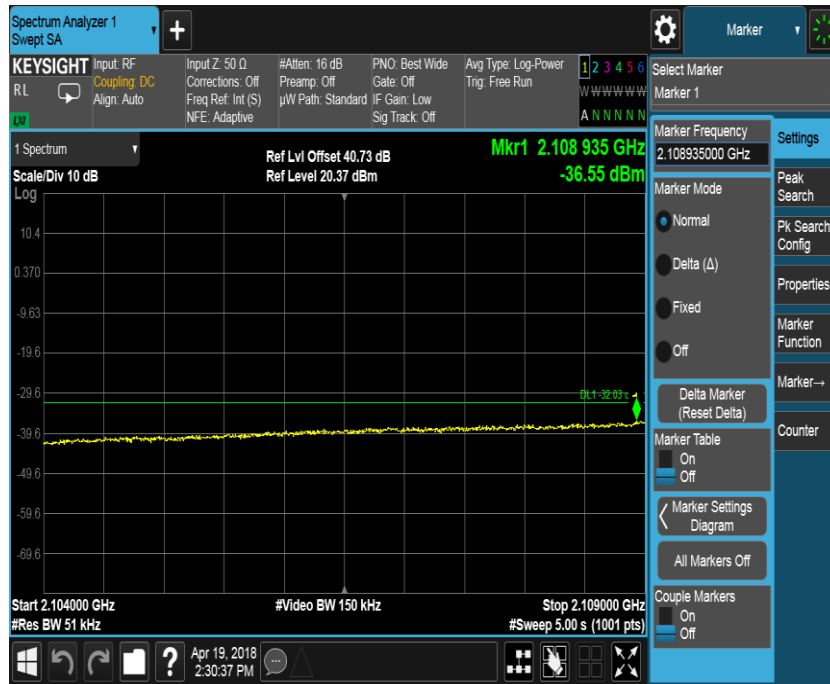 Spectrum Analyzer 1
Swept SA
Marker
KEYSIGHT
RL
LXI
Input: RF
Coupling: DC
Align: Auto
Input Z: 50 Ω
Corrections: Off
Freq Ref: Int (S)
NFE: Adaptive
#Atten: 16 dB
Preamp: Off
µW Path: Standard
PNO: Best Wide
Gate: Off
IF Gain: Low
Sig Track: Off
Avg Type: Log-Power
Trig: Free Run
1 2 3 4 5 6
W W W W W W
A N N N N N
Select Marker
Marker 1
1 Spectrum
Scale/Div 10 dB
Log
Ref Lvl Offset 40.73 dB
Ref Level 20.37 dBm
Mkr1 2.108 935 GHz
-36.55 dBm
10.4
0.370
-9.63
-19.6
-29.6
-39.6
-49.6
-59.6
-69.6
DL1 -32.03
1
Start 2.104000 GHz
#Res BW 51 kHz
#Video BW 150 kHz
Stop 2.109000 GHz
#Sweep 5.00 s (1001 pts)
Marker Frequency
2.108935000 GHz
Marker Mode
Normal
Delta (Δ)
Fixed
Off
Delta Marker
(Reset Delta)
Marker Table
On
Off
Marker Settings
Diagram
All Markers Off
Couple Markers
On
Off
Settings
Peak
Search
Pk Search
Config
Properties
Marker
Function
Marker→
Counter
Apr 19, 2018
2:30:37 PM